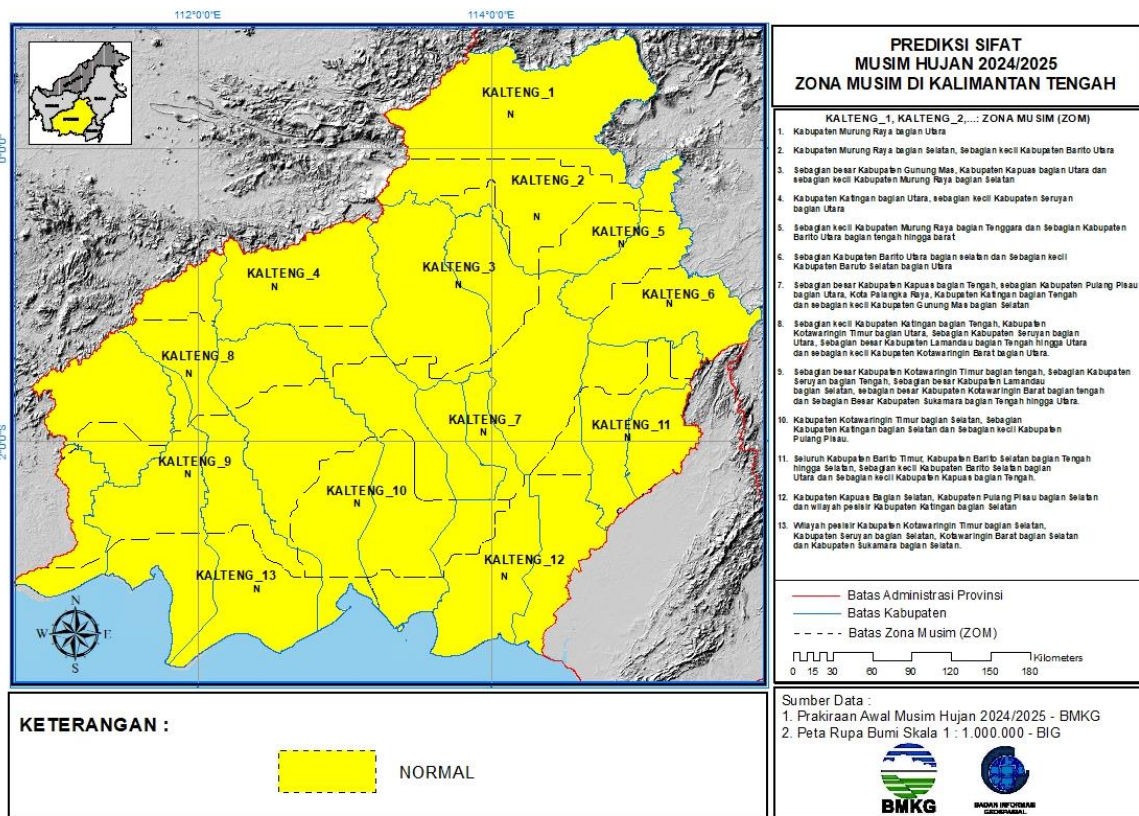 112°0'0"E
114°0'0"E
0°0'0"
2°0'0"S
KALTENG_1
N
KALTENG_2
N
KALTENG_5
N
KALTENG_4
N
KALTENG_3
N
KALTENG_6
N
KALTENG_8
N
KALTENG_7
N
KALTENG_11
N
KALTENG_9
N
KALTENG_10
N
KALTENG_12
N
KALTENG_13
N
N
W
E
S
PREDIKSI SIFAT
MUSIM HUJAN 2024/2025
ZONA MUSIM DI KALIMANTAN TENGAH
KALTENG_1, KALTENG_2,...: ZONA MUSIM (ZOM)
1. Kabupaten Murung Raya bagian Utara
2. Kabupaten Murung Raya bagian Selatan, Sebagian kecil Kabupaten Barito Utara
3. Sebagian besar Kabupaten Gunung Mas, Kabupaten Kapuas bagian Utara dan
sebagian kecil Kabupaten Murung Raya bagian Selatan
4. Kabupaten Katingan bagian Utara, sebagian kecil Kabupaten Seruyan
bagian Utara
5. Sebagian kecil Kabupaten Murung Raya bagian Tenggara dan Sebagian Kabupaten
Barito Utara bagian tengah hingga barat
6. Sebagian Kabupaten Barito Utara bagian selatan dan Sebagian kecil
Kabupaten Baruto Selatan bagian Utara
7. Sebagian besar Kabupaten Kapuas bagian Tengah, sebagian Kabupaten Pulang Pisau
bagian Utara, Kota Palangka Raya, Kabupaten Katingan bagian Tengah
dan sebagian kecil Kabupaten Gunung Mas bagian Selatan
8. Sebagian kecil Kabupaten Katingan bagian Tengah, Kabupaten
Kotawaringin Timur bagian Utara, Sebagian Kabupaten Seruyan bagian
Utara, Sebagian besar Kabupaten Lamandau bagian Tengah hingga Utara
dan sebagian kecil Kabupaten Kotawaringin Barat bagian Utara.
9. Sebagian besar Kabupaten Kotawaringin Timur bagian tengah, Sebagian Kabupaten
Seruyan bagian Tengah, Sebagian besar Kabupaten Lamandau
bagian Selatan, sebagian besar Kabupaten Kotawaringin Barat bagian tengah
dan Sebagian Besar Kabupaten Sukamara bagian Tengah hingga Utara.
10. Kabupaten Kotawaringin Timur bagian Selatan, Sebagian
Kabupaten Katingan bagian Selatan dan Sebagian kecil Kabupaten
Pulang Pisau.
11. Seluruh Kabupaten Barito Timur, Kabupaten Barito Selatan bagian Tengah
hingga Selatan, Sebagian kecil Kabupaten Barito Selatan bagian
Utara dan Sebagian kecil Kabupaten Kapuas bagian Tengah.
12. Kabupaten Kapuas Bagian Selatan, Kabupaten Pulang Pisau bagian Selatan
dan wilayah pesisir Kabupaten Katingan bagian Selatan
13. Wilayah pesisir Kabupaten Kotawaringin Timur bagian Selatan,
Kabupaten Seruyan bagian Selatan, Kotawaringin Barat bagian Selatan
dan Kabupaten Sukamara bagian Selatan.
Batas Administrasi Provinsi
Batas Kabupaten
Batas Zona Musim (ZOM)
Kilometers
0 15 30 60 90 120 150 180
KETERANGAN :
NORMAL
Sumber Data :
1. Prakiraan Awal Musim Hujan 2024/2025 - BMKG
2. Peta Rupa Bumi Skala 1 : 1.000.000 - BIG
BMKG
BADAN INFORMASI
GEOSPASIAL